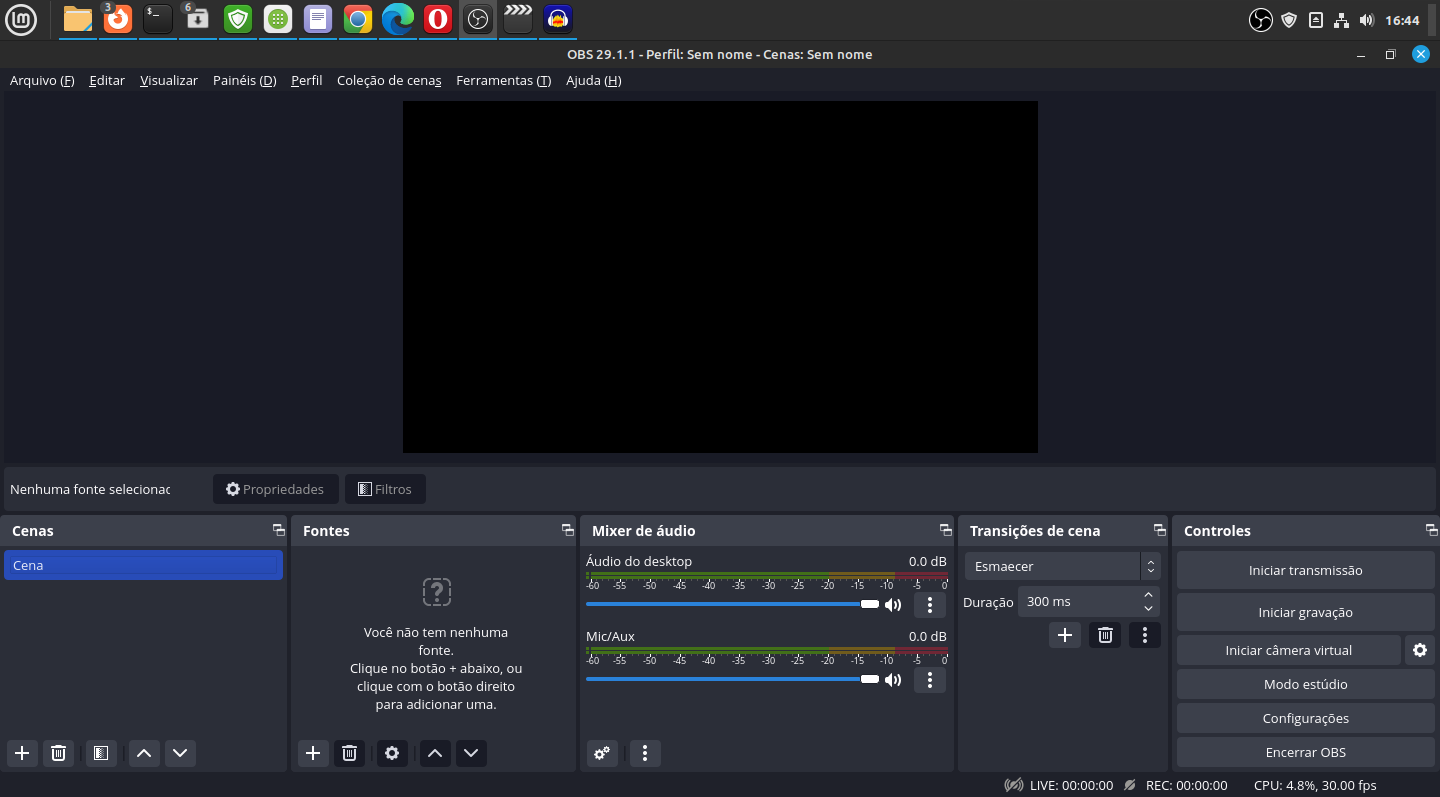 3
$_
6
16:44
OBS 29.1.1 - Perfil: Sem nome - Cenas: Sem nome
Arquivo (F) Editar Visualizar Painéis (D) Perfil Coleção de cenas Ferramentas (T) Ajuda (H)
Nenhuma fonte selecionac Propriedades Filtros
Cenas
Cena
Fontes
Você não tem nenhuma
fonte.
Clique no botão + abaixo, ou
clique com o botão direito
para adicionar uma.
Mixer de áudio
Áudio do desktop 0.0 dB
-60 -55 -50 -45 -40 -35 -30 -25 -20 -15 -10 -5 0
Mic/Aux 0.0 dB
-60 -55 -50 -45 -40 -35 -30 -25 -20 -15 -10 -5 0
Transições de cena
Esmaecer
Duração 300 ms
Controles
Iniciar transmissão
Iniciar gravação
Iniciar câmera virtual
Modo estúdio
Configurações
Encerrar OBS
LIVE: 00:00:00 REC: 00:00:00 CPU: 4.8%, 30.00 fps